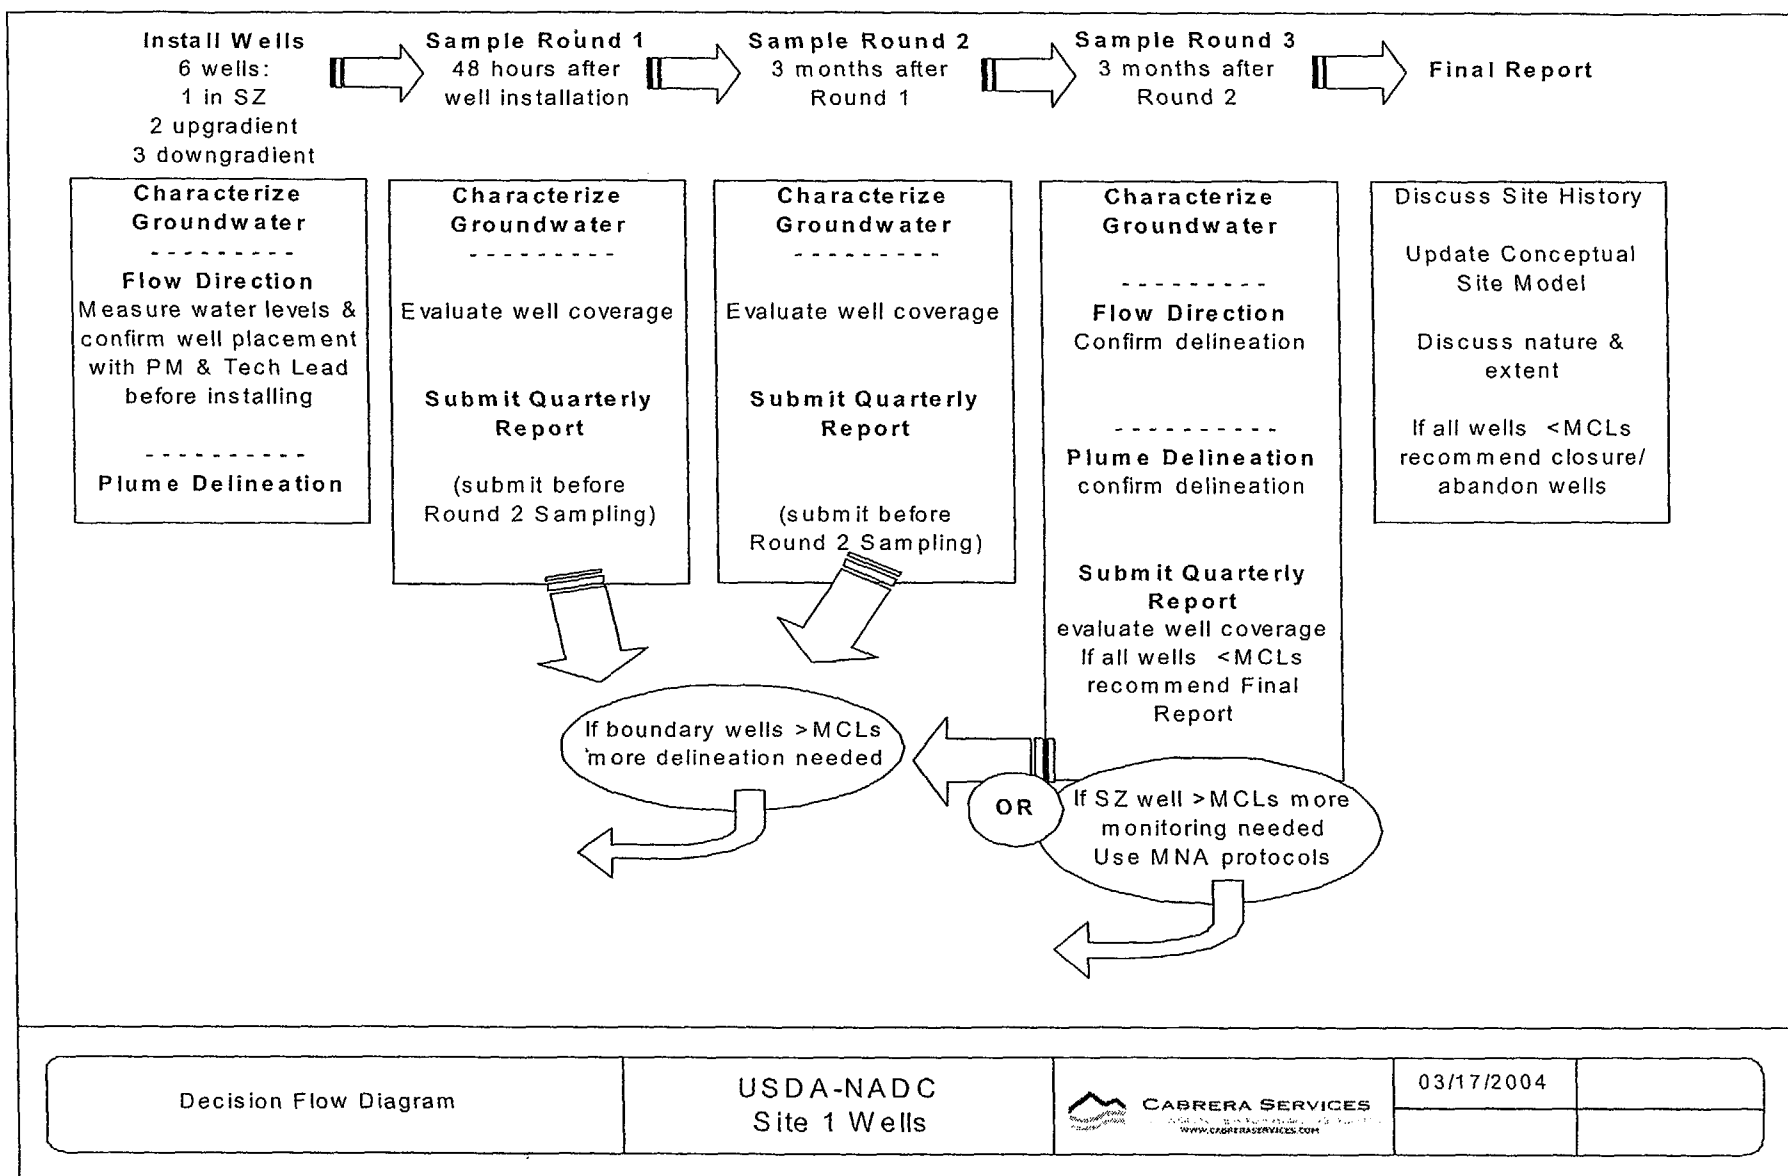 Install Wells
6 wells:
1 in SZ
2 upgradient
3 downgradient
Sample Round 1
48 hours after
well installation
Sample Round 2
3 months after
Round 1
Sample Round 3
3 months after
Round 2
Final Report
Characterize
Groundwater
- - - - - - - - -
Flow Direction
Measure water levels &
confirm well placement
with PM & Tech Lead
before installing
- - - - - - - - - -
Plume Delineation
Characterize
Groundwater
- - - - - - - - -
Evaluate well coverage
Submit Quarterly
Report
(submit before
Round 2 Sampling)
Characterize
Groundwater
- - - - - - - - -
Evaluate well coverage
Submit Quarterly
Report
(submit before
Round 2 Sampling)
Characterize
Groundwater
- - - - - - - - -
Flow Direction
Confirm delineation
- - - - - - - - - -
Plume Delineation
confirm delineation
Submit Quarterly
Report
evaluate well coverage
If all wells <MCLs
recommend Final
Report
Discuss Site History
Update Conceptual
Site Model
Discuss nature &
extent
If all wells <MCLs
recommend closure/
abandon wells
If boundary wells >MCLs
more delineation needed
OR
If SZ well >MCLs more
monitoring needed
Use MNA protocols
Decision Flow Diagram
USDA-NADC
Site 1 Wells
CABRERA SERVICES
WWW.CABRERASERVICES.COM
03/17/2004